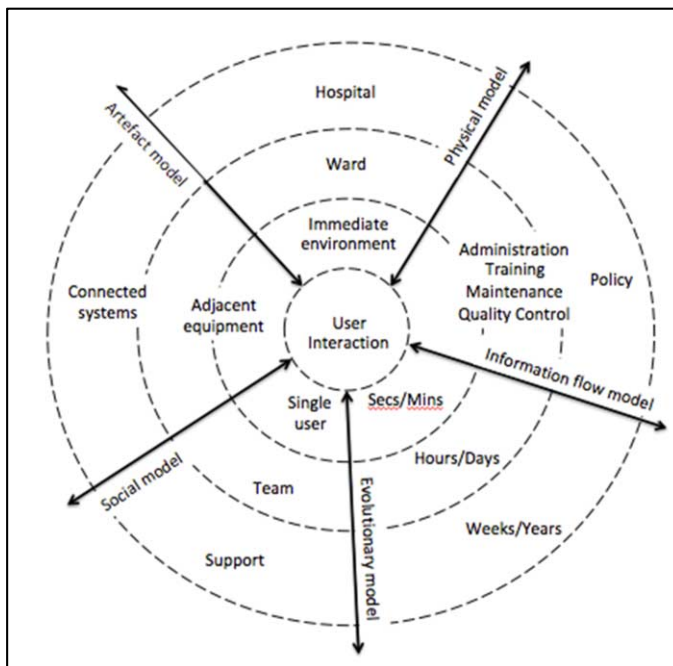 Hospital
Artefact model
Physical model
Ward
Immediate
environment
Administration
Training
Maintenance
Quality Control
Policy
Connected
systems
Adjacent
equipment
User
Interaction
Information flow model
Single
user
Secs/Mins
Social model
Team
Evolutionary model
Hours/Days
Support
Weeks/Years